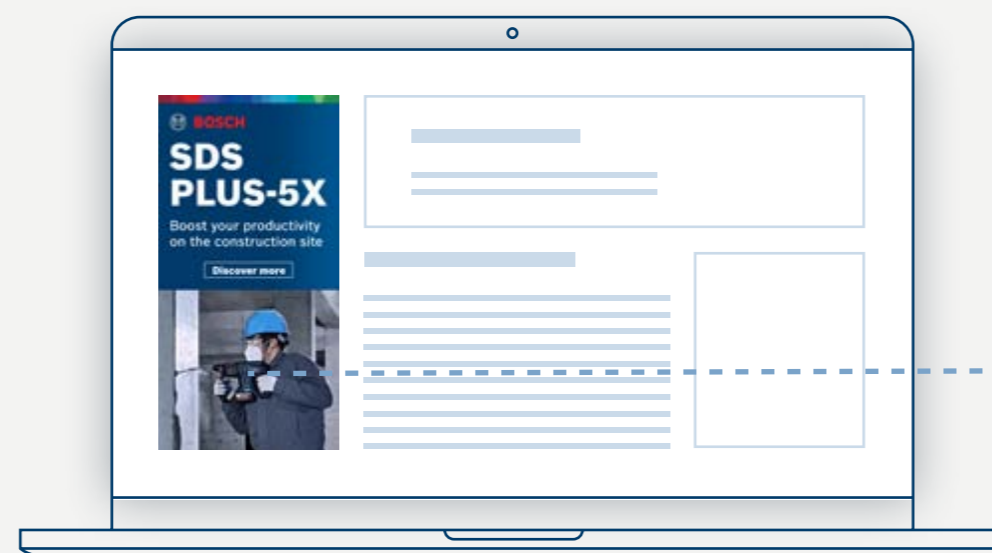 BOSCH
SDS
PLUS-5X
Boost your productivity
on the construction site
Discover more